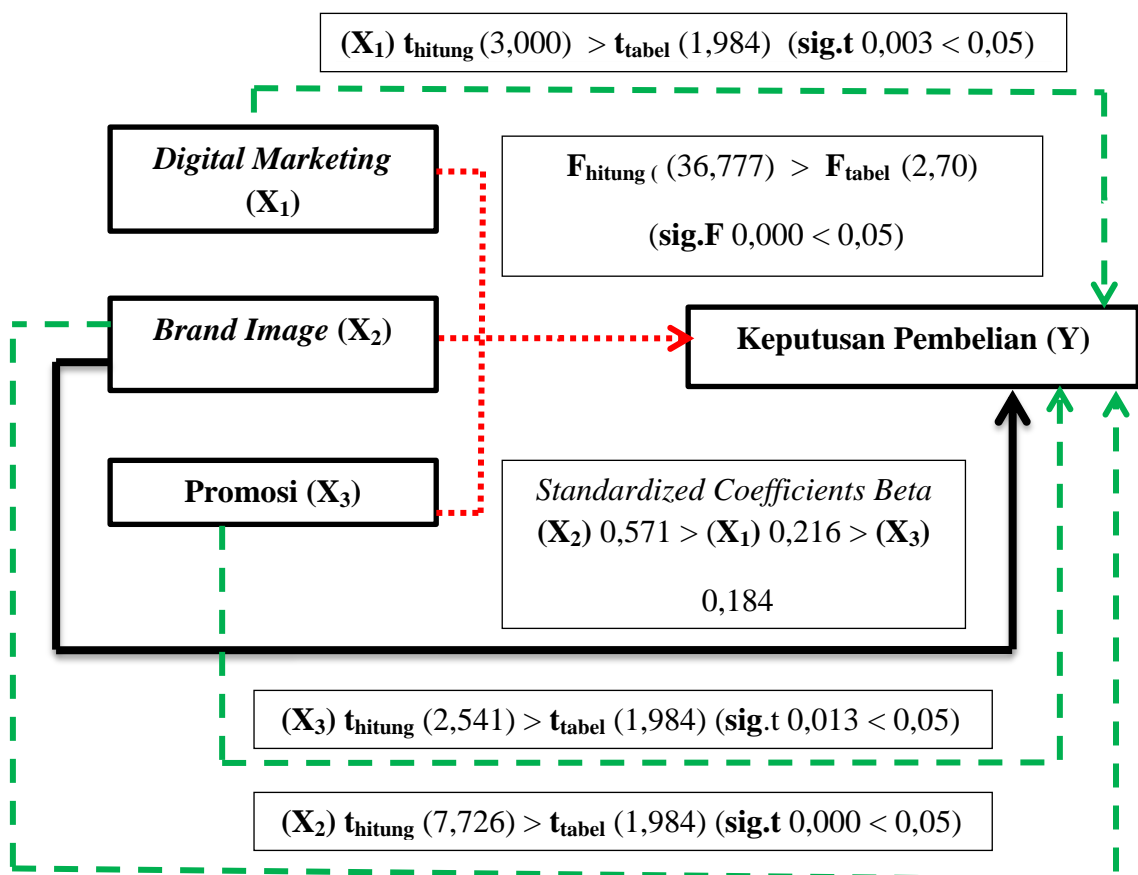 (X1) thitung (3,000) > ttabel (1,984) (sig.t 0,003 < 0,05)
Digital Marketing
(X1)
Fhitung ( (36,777) > Ftabel (2,70)
(sig.F 0,000 < 0,05)
Brand Image (X2)
Keputusan Pembelian (Y)
Promosi (X3)
Standardized Coefficients Beta
(X2) 0,571 > (X1) 0,216 > (X3)
0,184
(X3) thitung (2,541) > ttabel (1,984) (sig.t 0,013 < 0,05)
(X2) thitung (7,726) > ttabel (1,984) (sig.t 0,000 < 0,05)